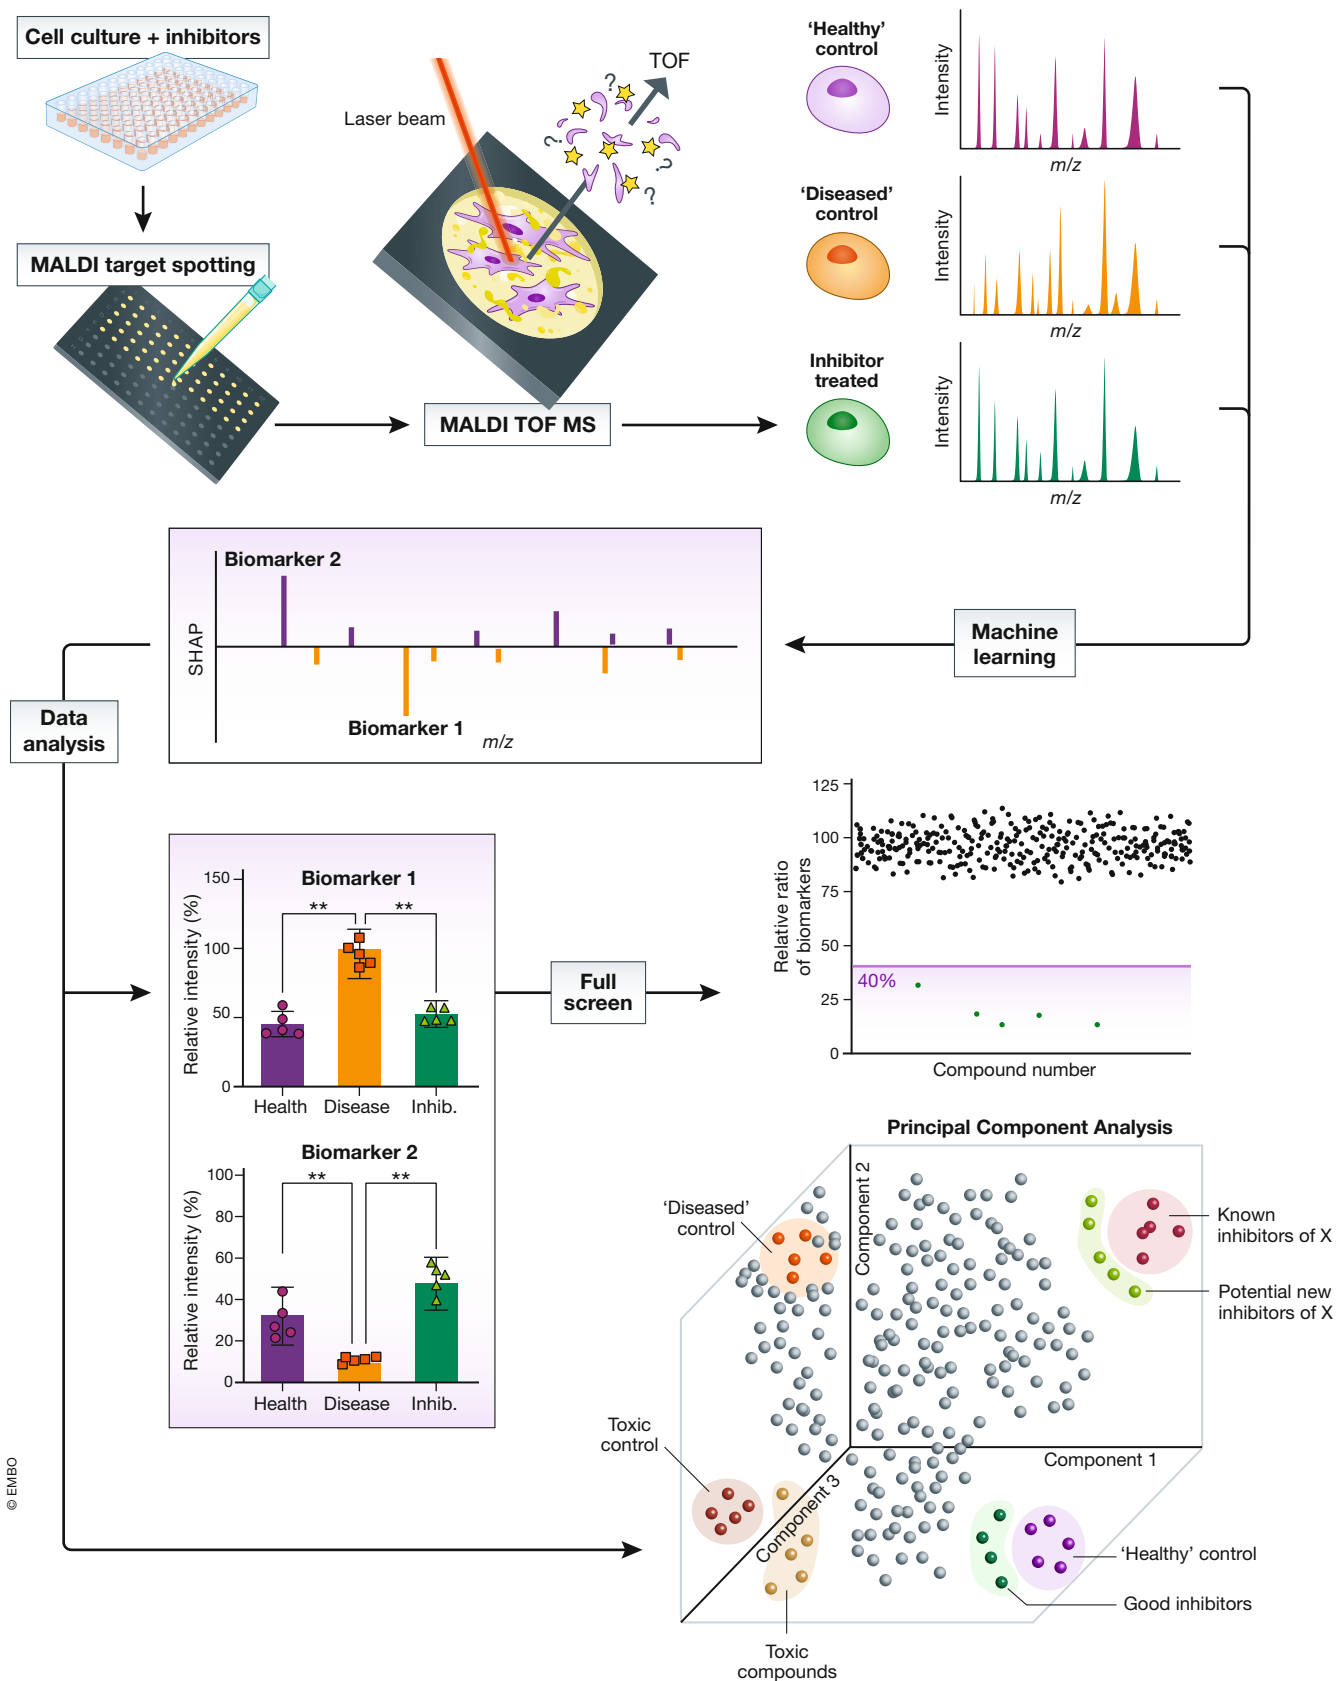 Cell culture + inhibitors
MALDI target spotting
Laser beam
TOF
?
?
?
?
MALDI TOF MS
‘Healthy’
control
Intensity
m/z
‘Diseased’
control
Intensity
m/z
Inhibitor
treated
Intensity
m/z
Machine
learning
Biomarker 2
SHAP
Biomarker 1
m/z
Data
analysis
Biomarker 1
Relative intensity (%)
150
100
50
0
**
**
Health
Disease
Inhib.
Biomarker 2
Relative intensity (%)
100
80
60
40
20
0
**
**
Health
Disease
Inhib.
Full
screen
Relative ratio
of biomarkers
125
100
75
50
25
0
40%
Compound number
Principal Component Analysis
Component 2
Component 1
Component 3
‘Diseased’
control
Known
inhibitors of X
Potential new
inhibitors of X
Toxic
control
‘Healthy’ control
Good inhibitors
Toxic
compounds
© EMBO